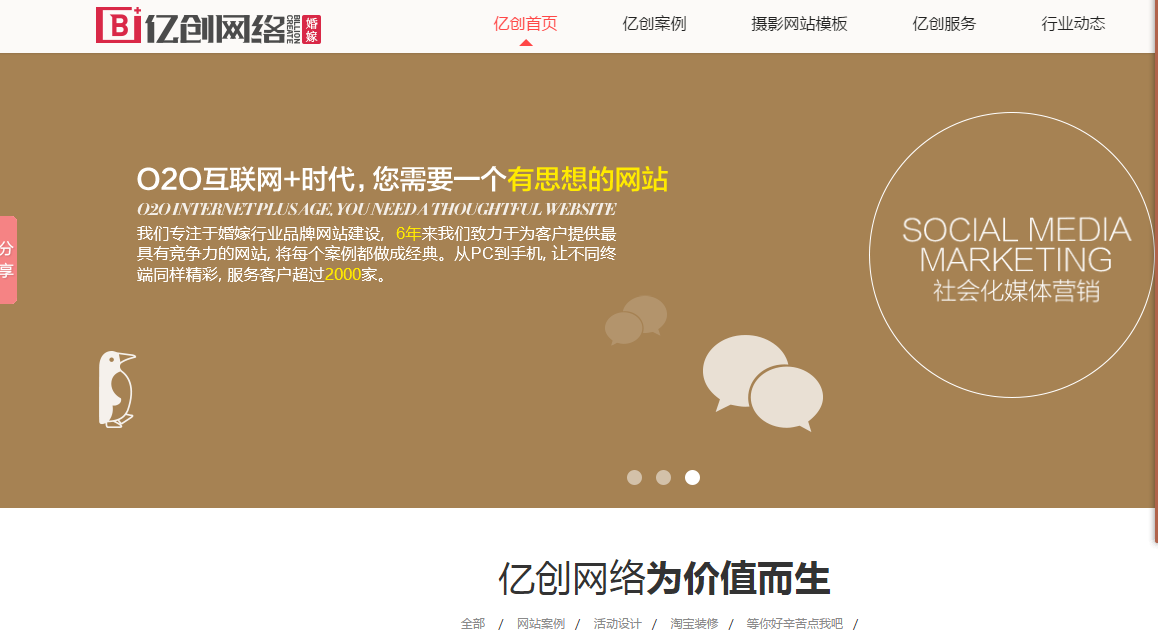 B 亿创网络 BILLION CREATE 婚嫁
亿创首页 亿创案例 摄影网站模板 亿创服务 行业动态
O2O互联网+时代,您需要一个有思想的网站
O2O INTERNET PLUS AGE, YOU NEED A THOUGHTFUL WEBSITE
我们专注于婚嫁行业品牌网站建设, 6年来我们致力于为客户提供最
具有竞争力的网站, 将每个案例都做成经典。从PC到手机, 让不同终
端同样精彩, 服务客户超过2000家。
分
享
SOCIAL MEDIA
MARKETING
社会化媒体营销
亿创网络为价值而生
全部 / 网站案例 / 活动设计 / 淘宝装修 / 等你好辛苦点我吧 /